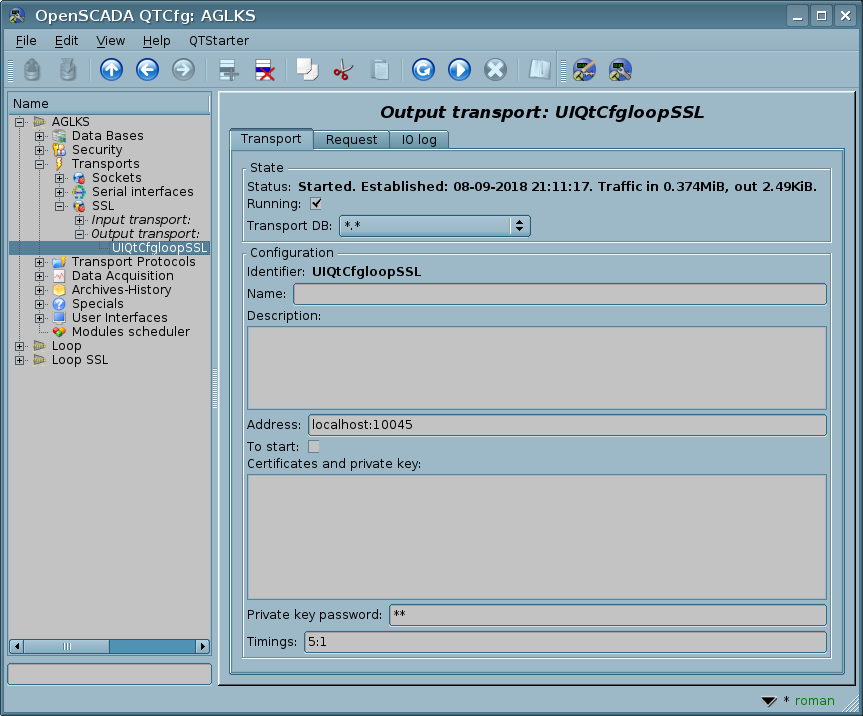 OpenSCADA QTCfg: AGLKS
File Edit View Help QTStarter
Name
AGLKS
Data Bases
Security
Transports
Sockets
Serial interfaces
SSL
Input transport:
Output transport:
UIQtCfgloopSSL
Transport Protocols
Data Acquisition
Archives-History
Specials
User Interfaces
Modules scheduler
Loop
Loop SSL
Output transport: UIQtCfgloopSSL
Transport Request IO log
State
Status: Started. Established: 08-09-2018 21:11:17. Traffic in 0.374MiB, out 2.49KiB.
Running:
Transport DB: *.*
Configuration
Identifier: UIQtCfgloopSSL
Name:
Description:
Address: localhost:10045
To start:
Certificates and private key:
Private key password: **
Timings: 5:1
* roman